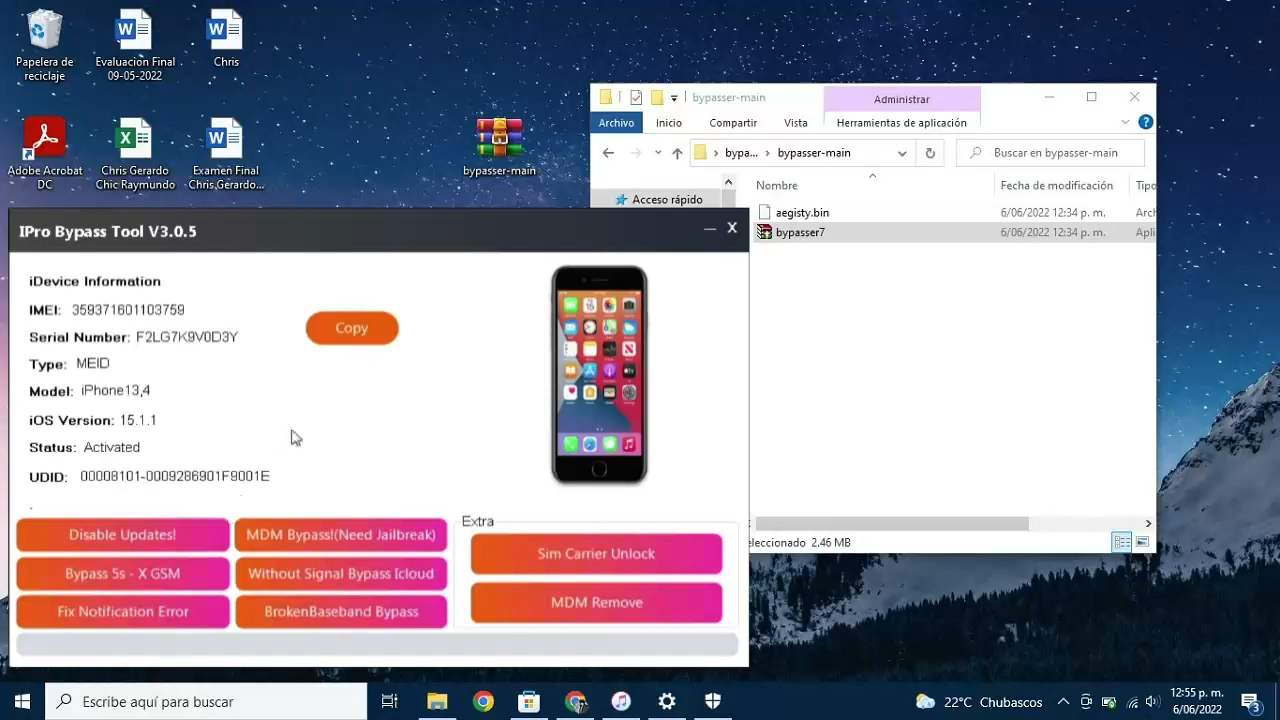 Papelera de
reciclaje
Evaluación Final
09-05-2022
Chris
Adobe Acrobat
DC
Chris Gerardo
Chic Raymundo
Examen Final
Chris Gerardo...
bypasser-main
bypasser-main
Administrar
Archivo
Inicio
Compartir
Vista
Herramientas de aplicación
bypa...
bypasser-main
Buscar en bypasser-main
Acceso rápido
Nombre
Fecha de modificación
Tipo
aegisty.bin
6/06/2022 12:34 p. m.
bypasser7
6/06/2022 12:34 p. m.
eleccionado 2.46 MB
IPro Bypass Tool V3.0.5
X
iDevice Information
IMEI: 359371601103759
Serial Number: F2LG7K9V0D3Y
Type: MEID
Model: iPhone13,4
iOS Version: 15.1.1
Status: Activated
UDID: 00008101-0009286901F9001E
Copy
Disable Updates!
MDM Bypass!(Need Jailbreak)
Bypass 5s - X GSM
Without Signal Bypass Icloud
Fix Notification Error
BrokenBaseband Bypass
Extra
Sim Carrier Unlock
MDM Remove
Escribe aquí para buscar
22°C Chubascos
12:55 p. m.
6/06/2022
3